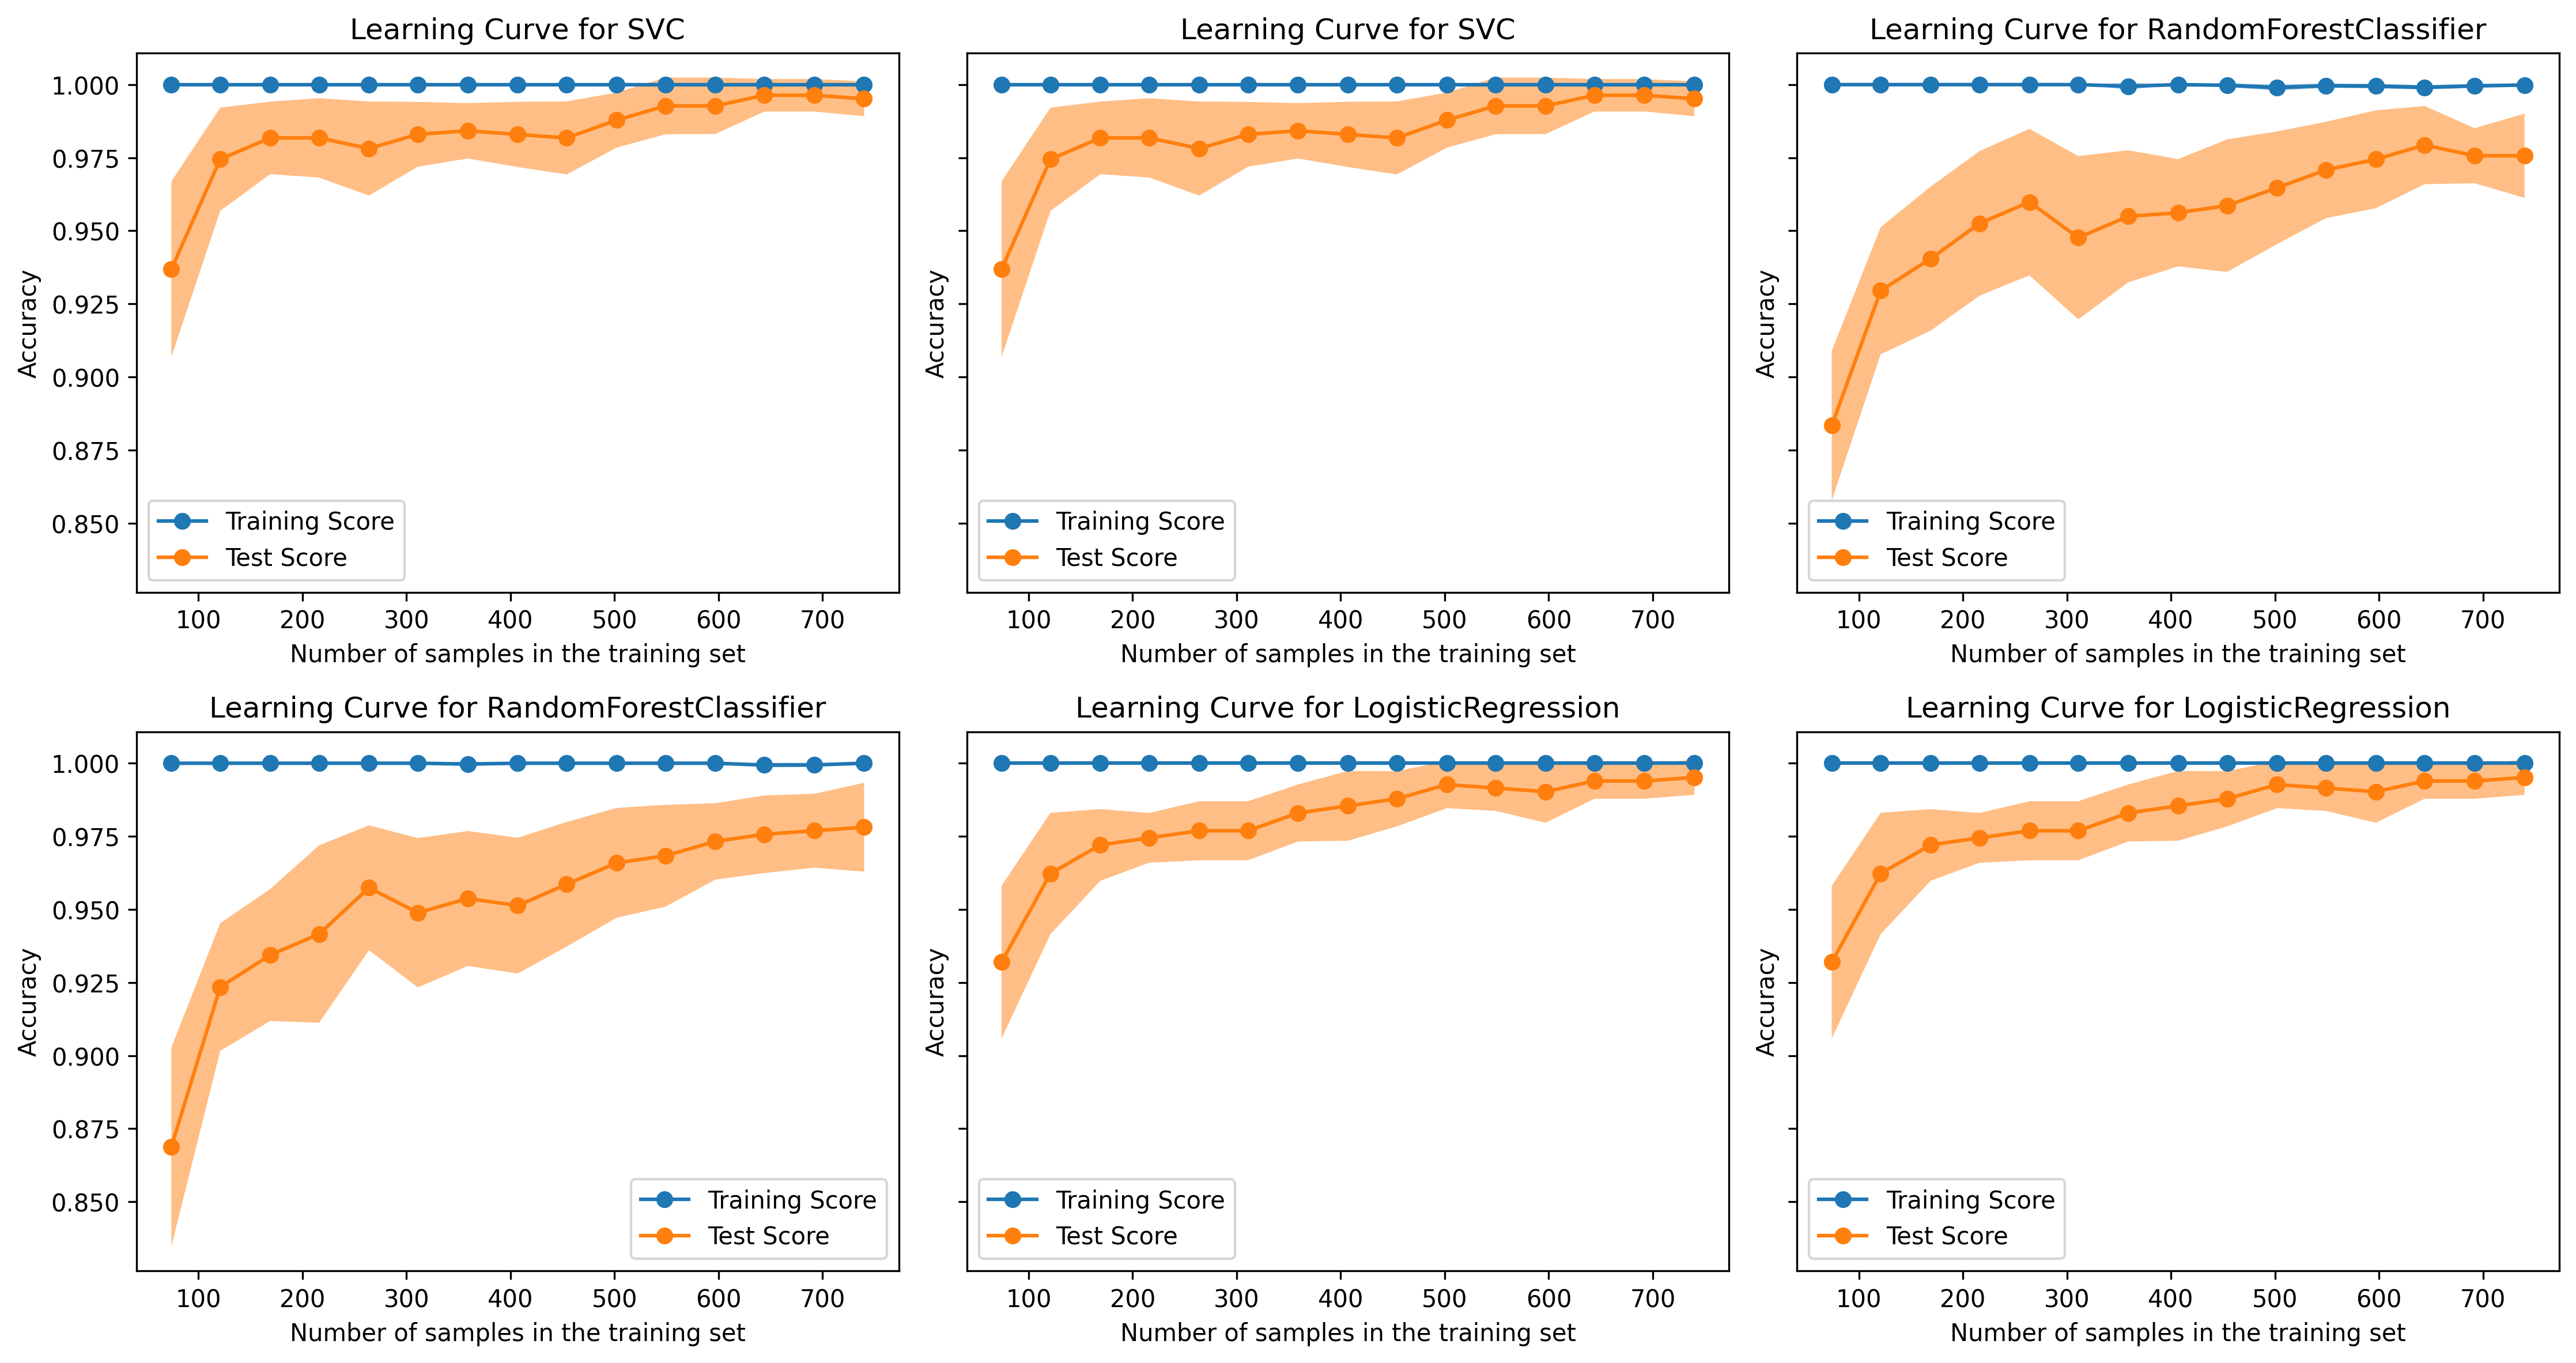 Learning Curve for SVC
1.000
0.975
0.950
0.925
0.900
0.875
0.850
Accuracy
Training Score
Test Score
100 200 300 400 500 600 700
Number of samples in the training set
Learning Curve for SVC
Accuracy
Training Score
Test Score
100 200 300 400 500 600 700
Number of samples in the training set
Learning Curve for RandomForestClassifier
Accuracy
Training Score
Test Score
100 200 300 400 500 600 700
Number of samples in the training set
Learning Curve for RandomForestClassifier
1.000
0.975
0.950
0.925
0.900
0.875
0.850
Accuracy
Training Score
Test Score
100 200 300 400 500 600 700
Number of samples in the training set
Learning Curve for LogisticRegression
Accuracy
Training Score
Test Score
100 200 300 400 500 600 700
Number of samples in the training set
Learning Curve for LogisticRegression
Accuracy
Training Score
Test Score
100 200 300 400 500 600 700
Number of samples in the training set